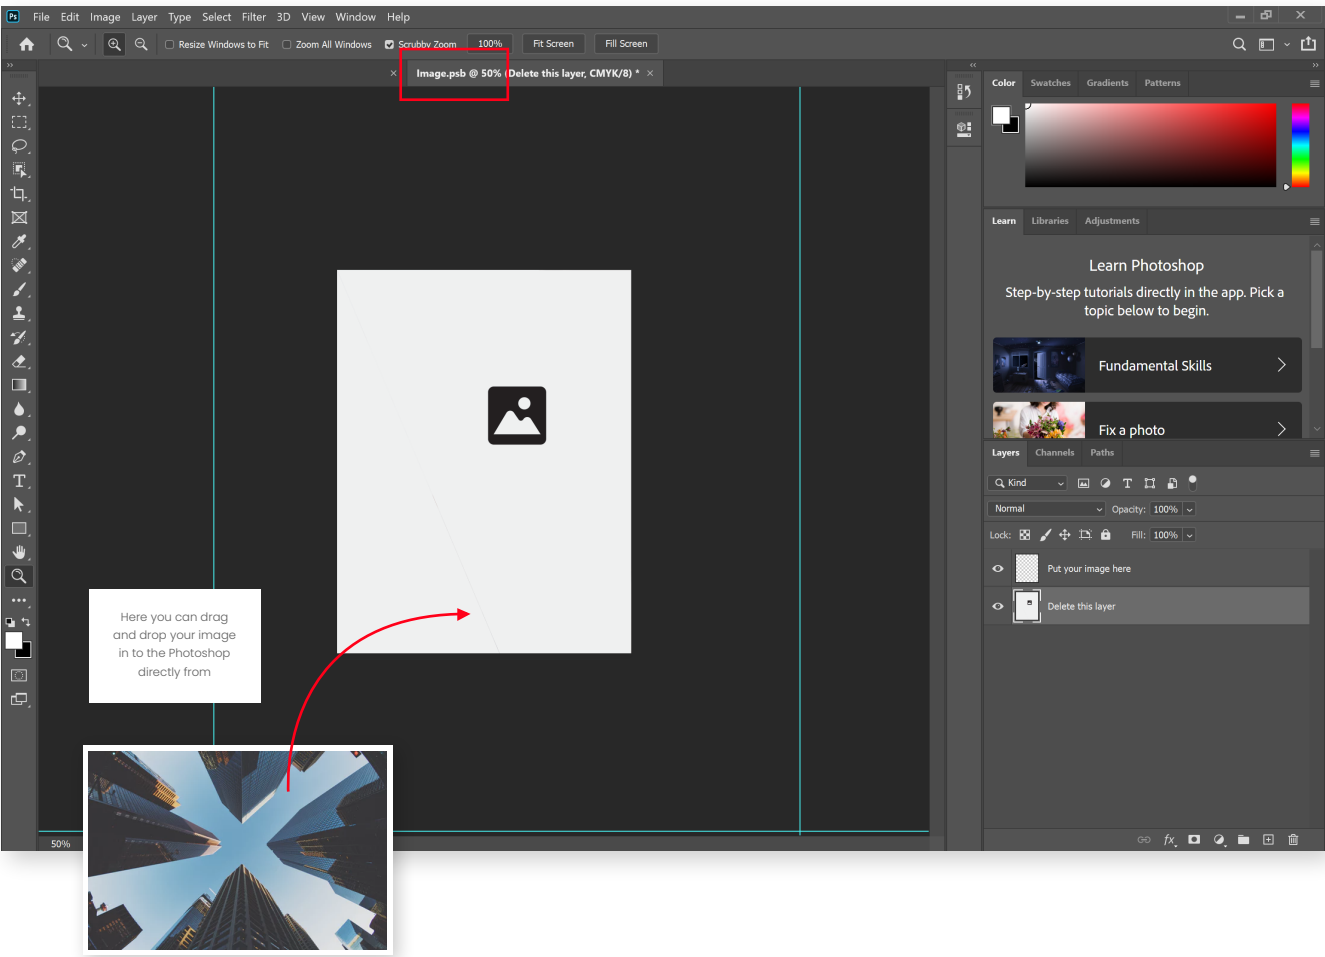 Ps File Edit Image Layer Type Select Filter 3D View Window Help
Resize Windows to Fit Zoom All Windows Scrubby Zoom 100% Fit Screen Fill Screen
Image.psb @ 50% (Delete this layer, CMYK/8) *
Color Swatches Gradients Patterns
Learn Libraries Adjustments
Learn Photoshop
Step-by-step tutorials directly in the app. Pick a
topic below to begin.
Fundamental Skills
Fix a photo
Layers Channels Paths
Kind
Normal Opacity: 100%
Lock: Fill: 100%
Put your image here
Delete this layer
Here you can drag
and drop your image
in to the Photoshop
directly from
50%
fx